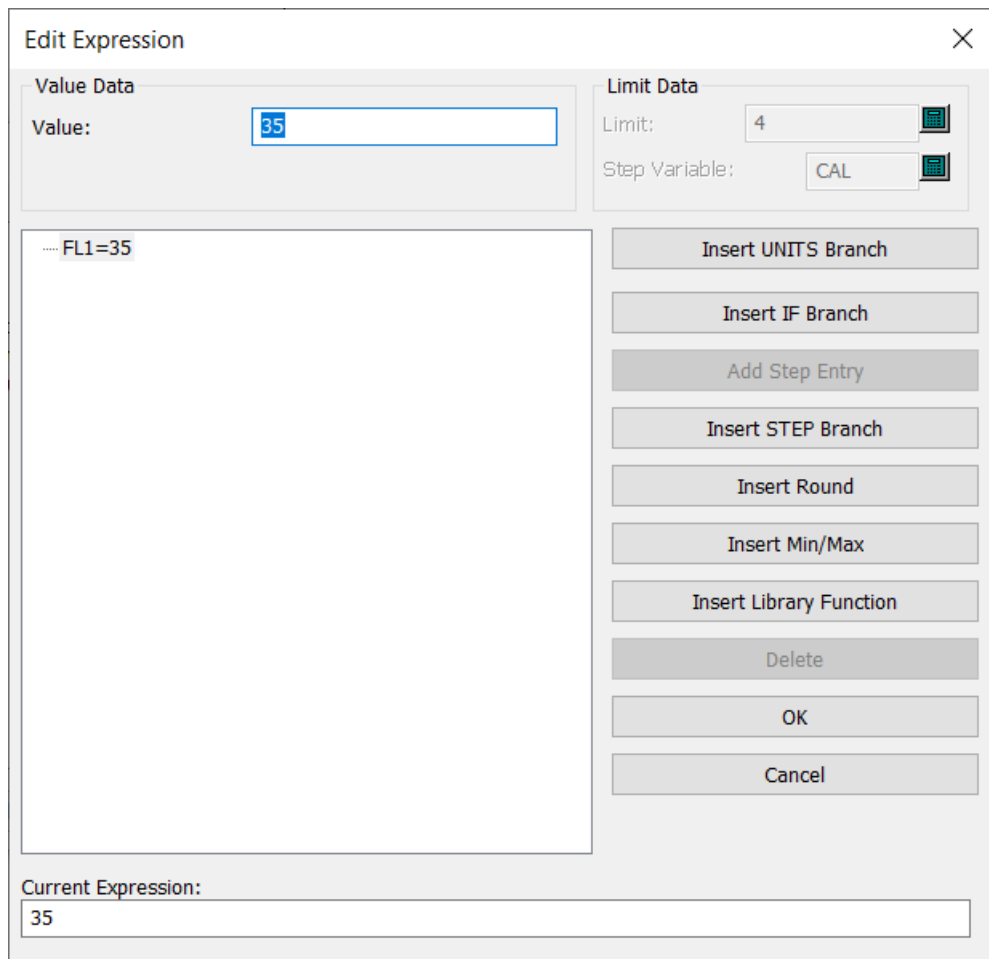 Edit Expression
Value Data
Value:
35
Limit Data
Limit:
4
Step Variable:
CAL
FL1=35
Insert UNITS Branch
Insert IF Branch
Add Step Entry
Insert STEP Branch
Insert Round
Insert Min/Max
Insert Library Function
Delete
OK
Cancel
Current Expression:
35